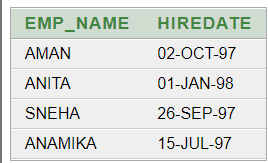 EMP_NAME HIREDATE
AMAN 02-OCT-97
ANITA 01-JAN-98
SNEHA 26-SEP-97
ANAMIKA 15-JUL-97